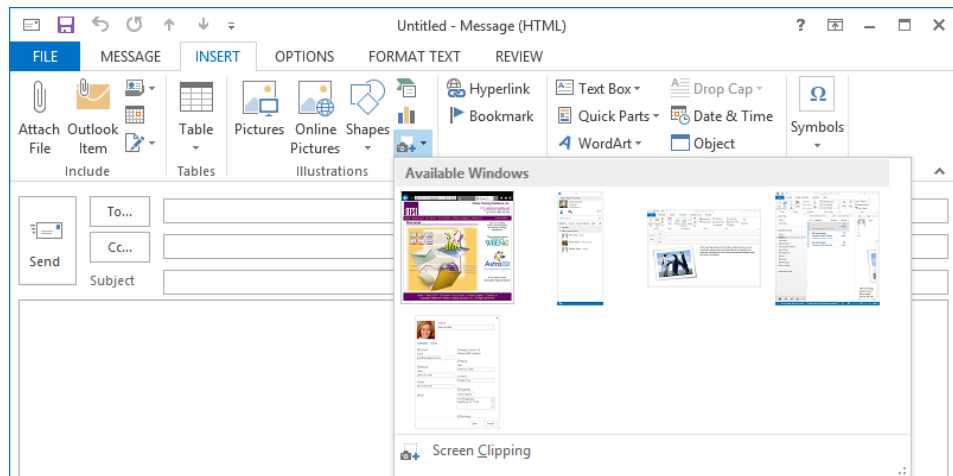 Untitled - Message (HTML)
?
FILE MESSAGE INSERT OPTIONS FORMAT TEXT REVIEW
Attach File
Outlook Item
Include
Table
Tables
Pictures
Online Pictures
Shapes
Illustrations
Hyperlink
Bookmark
Text Box
Quick Parts
WordArt
Drop Cap
Date & Time
Object
Ω
Symbols
Available Windows
Screen Clipping
Send
To...
Cc...
Subject